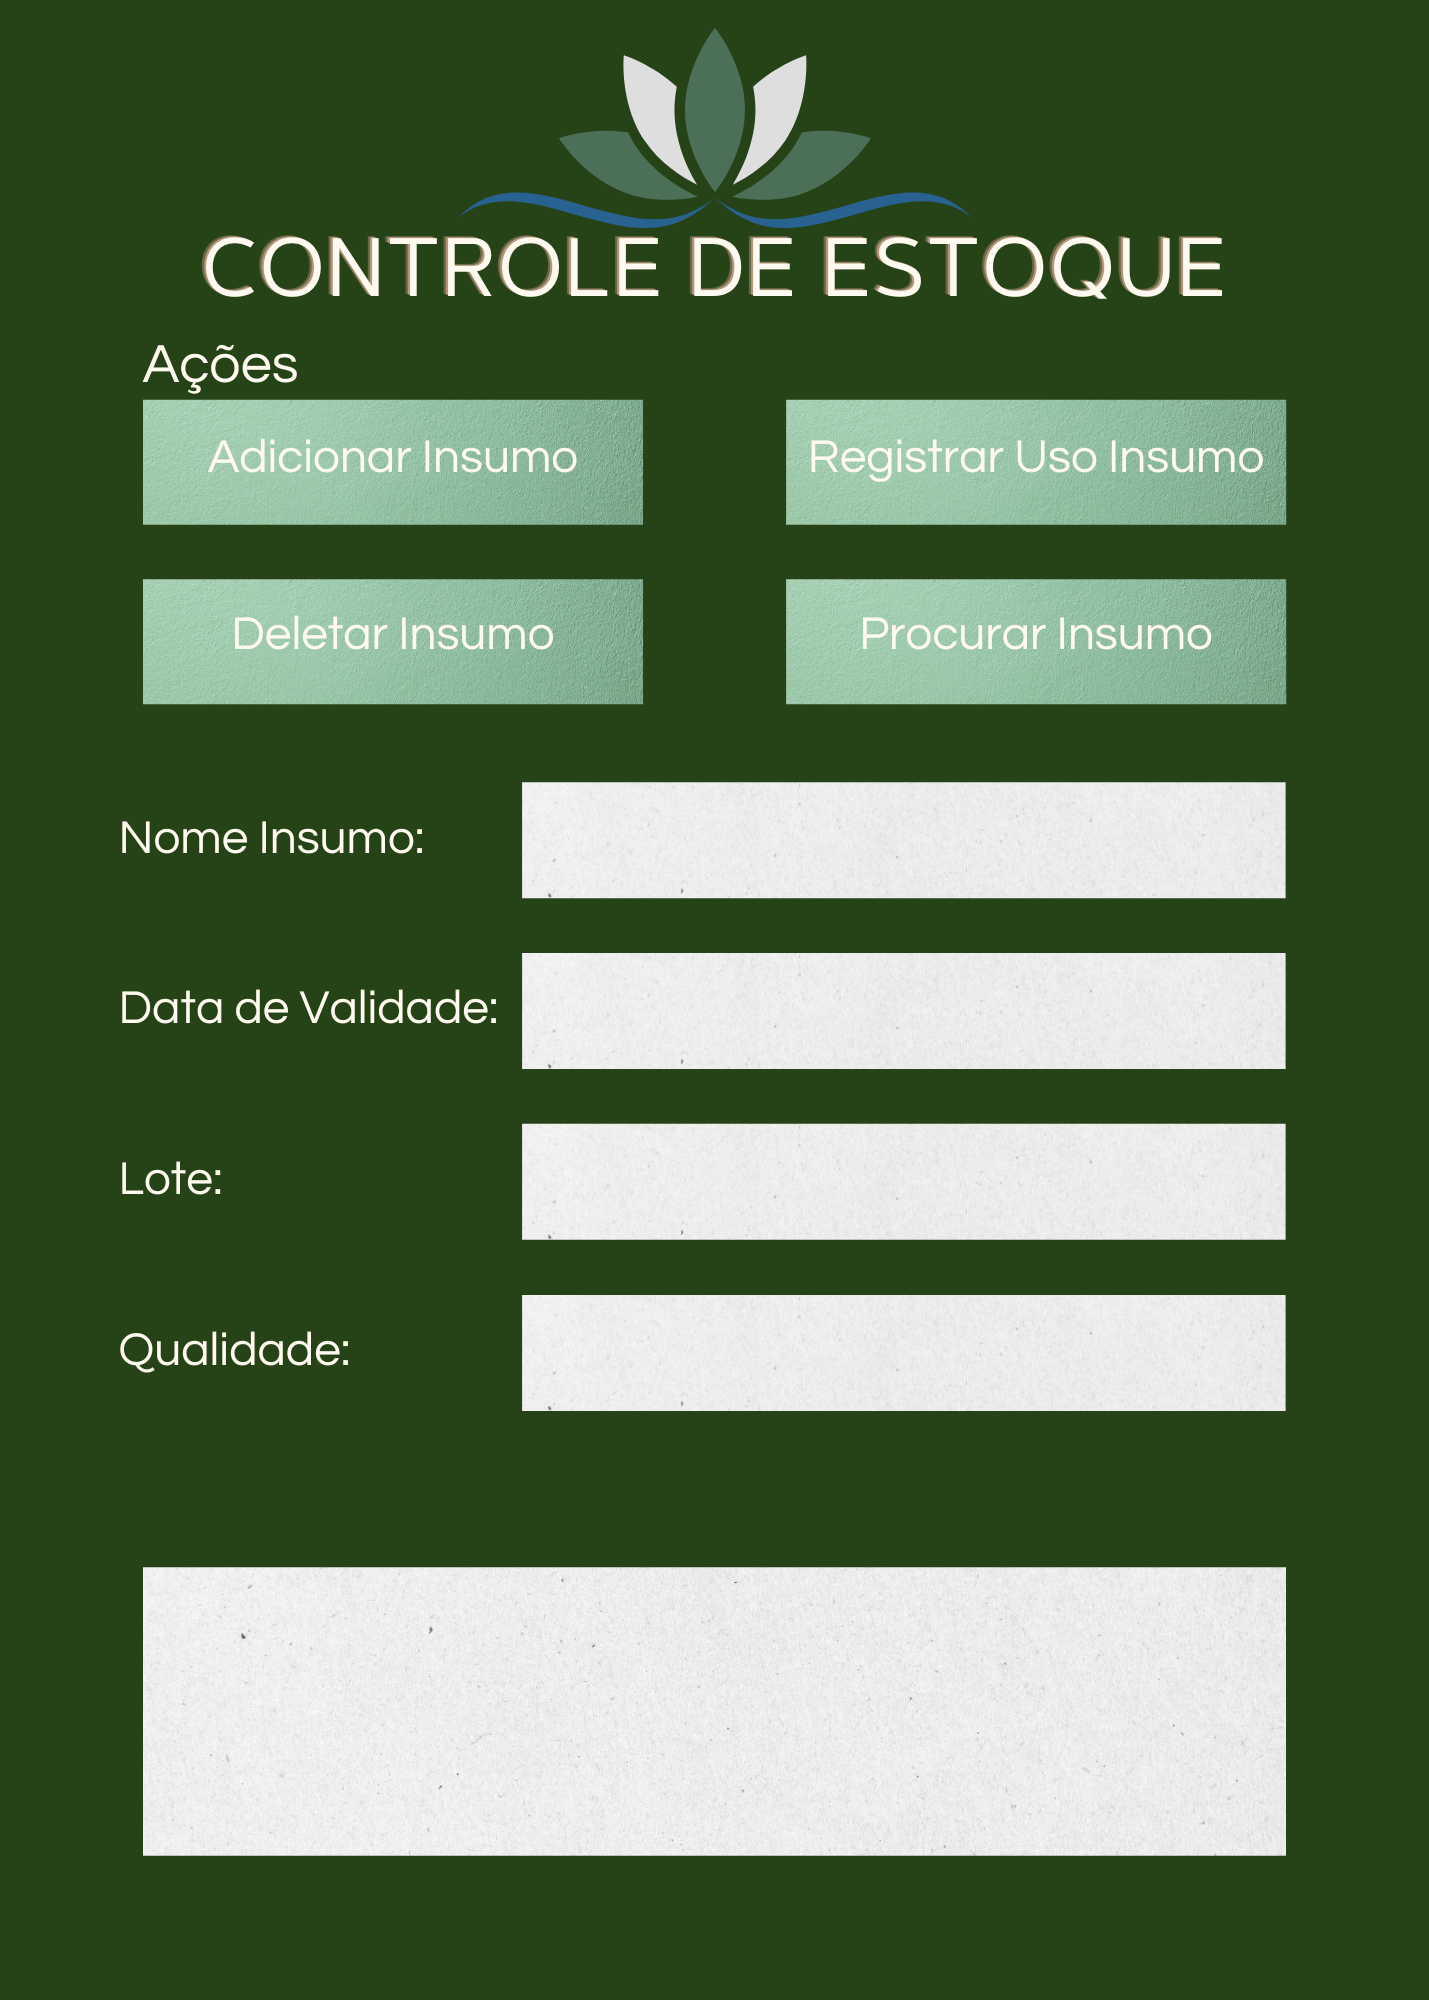 CONTROLE DE ESTOQUE
Ações
Adicionar Insumo
Registrar Uso Insumo
Deletar Insumo
Procurar Insumo
Nome Insumo:
Data de Validade:
Lote:
Qualidade: